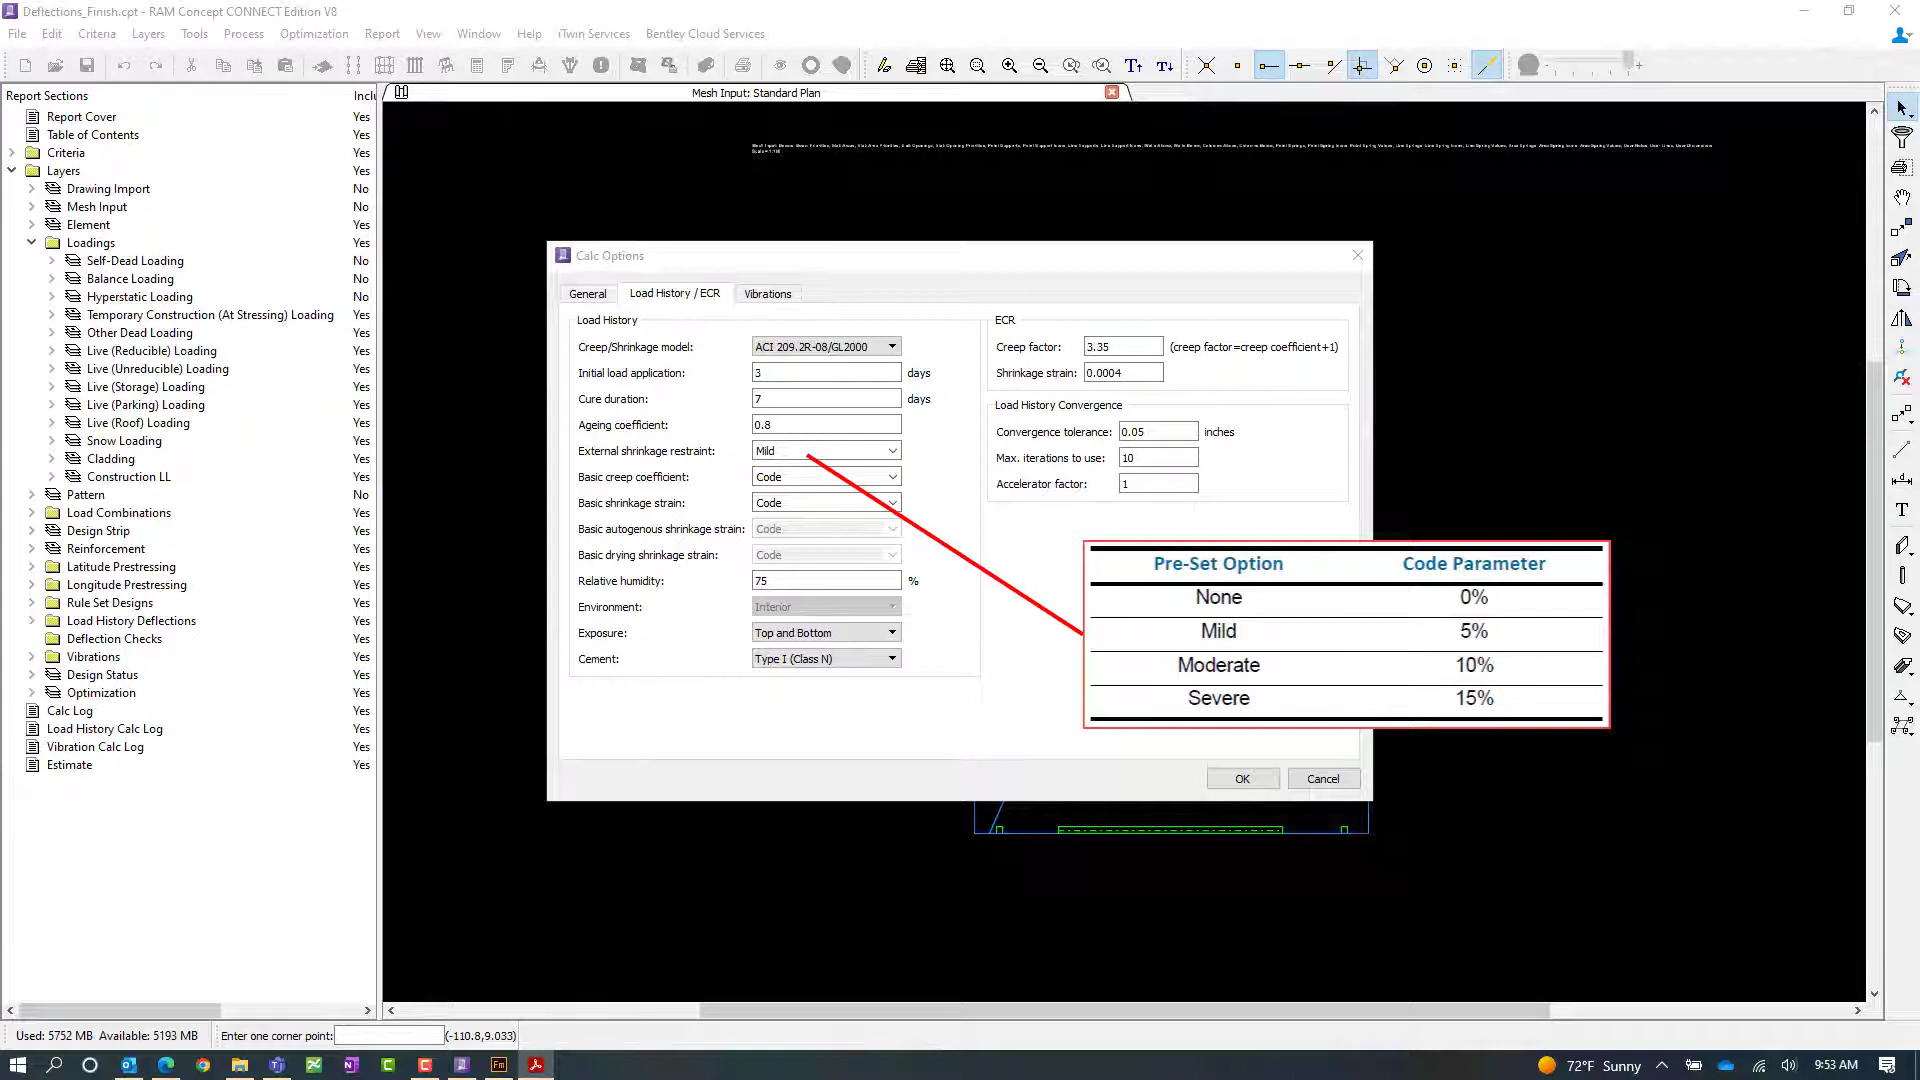 Deflections_Finish.cpt - RAM Concept CONNECT Edition V8
File Edit Criteria Layers Tools Process Optimization Report View Window Help iTwin Services Bentley Cloud Services
Report Sections Inclu
Mesh Input: Standard Plan
Report Cover Yes
Table of Contents Yes
Criteria Yes
Layers Yes
Drawing Import No
Mesh Input No
Element Yes
Loadings Yes
Self-Dead Loading No
Balance Loading No
Hyperstatic Loading No
Temporary Construction (At Stressing) Loading Yes
Other Dead Loading Yes
Live (Reducible) Loading Yes
Live (Unreducible) Loading Yes
Live (Storage) Loading Yes
Live (Parking) Loading Yes
Live (Roof) Loading Yes
Snow Loading Yes
Cladding Yes
Construction LL Yes
Pattern No
Load Combinations Yes
Design Strip Yes
Reinforcement Yes
Latitude Prestressing Yes
Longitude Prestressing Yes
Rule Set Designs Yes
Load History Deflections Yes
Deflection Checks Yes
Vibrations Yes
Design Status Yes
Optimization Yes
Calc Log Yes
Load History Calc Log Yes
Vibration Calc Log Yes
Estimate Yes
Calc Options
General Load History / ECR Vibrations
Load History
Creep/Shrinkage model: ACI 209.2R-08/GL2000
Initial load application: 3 days
Cure duration: 7 days
Ageing coefficient: 0.8
External shrinkage restraint: Mild
Basic creep coefficient: Code
Basic shrinkage strain: Code
Basic autogenous shrinkage strain: Code
Basic drying shrinkage strain: Code
Relative humidity: 75 %
Environment: Interior
Exposure: Top and Bottom
Cement: Type I (Class N)
ECR
Creep factor: 3.35 (creep factor=creep coefficient+1)
Shrinkage strain: 0.0004
Load History Convergence
Convergence tolerance: 0.05 inches
Max. iterations to use: 10
Accelerator factor: 1
Pre-Set Option Code Parameter
None 0%
Mild 5%
Moderate 10%
Severe 15%
OK Cancel
Used: 5752 MB Available: 5193 MB Enter one corner point: (-110.8,9.033)
72°F Sunny 9:53 AM